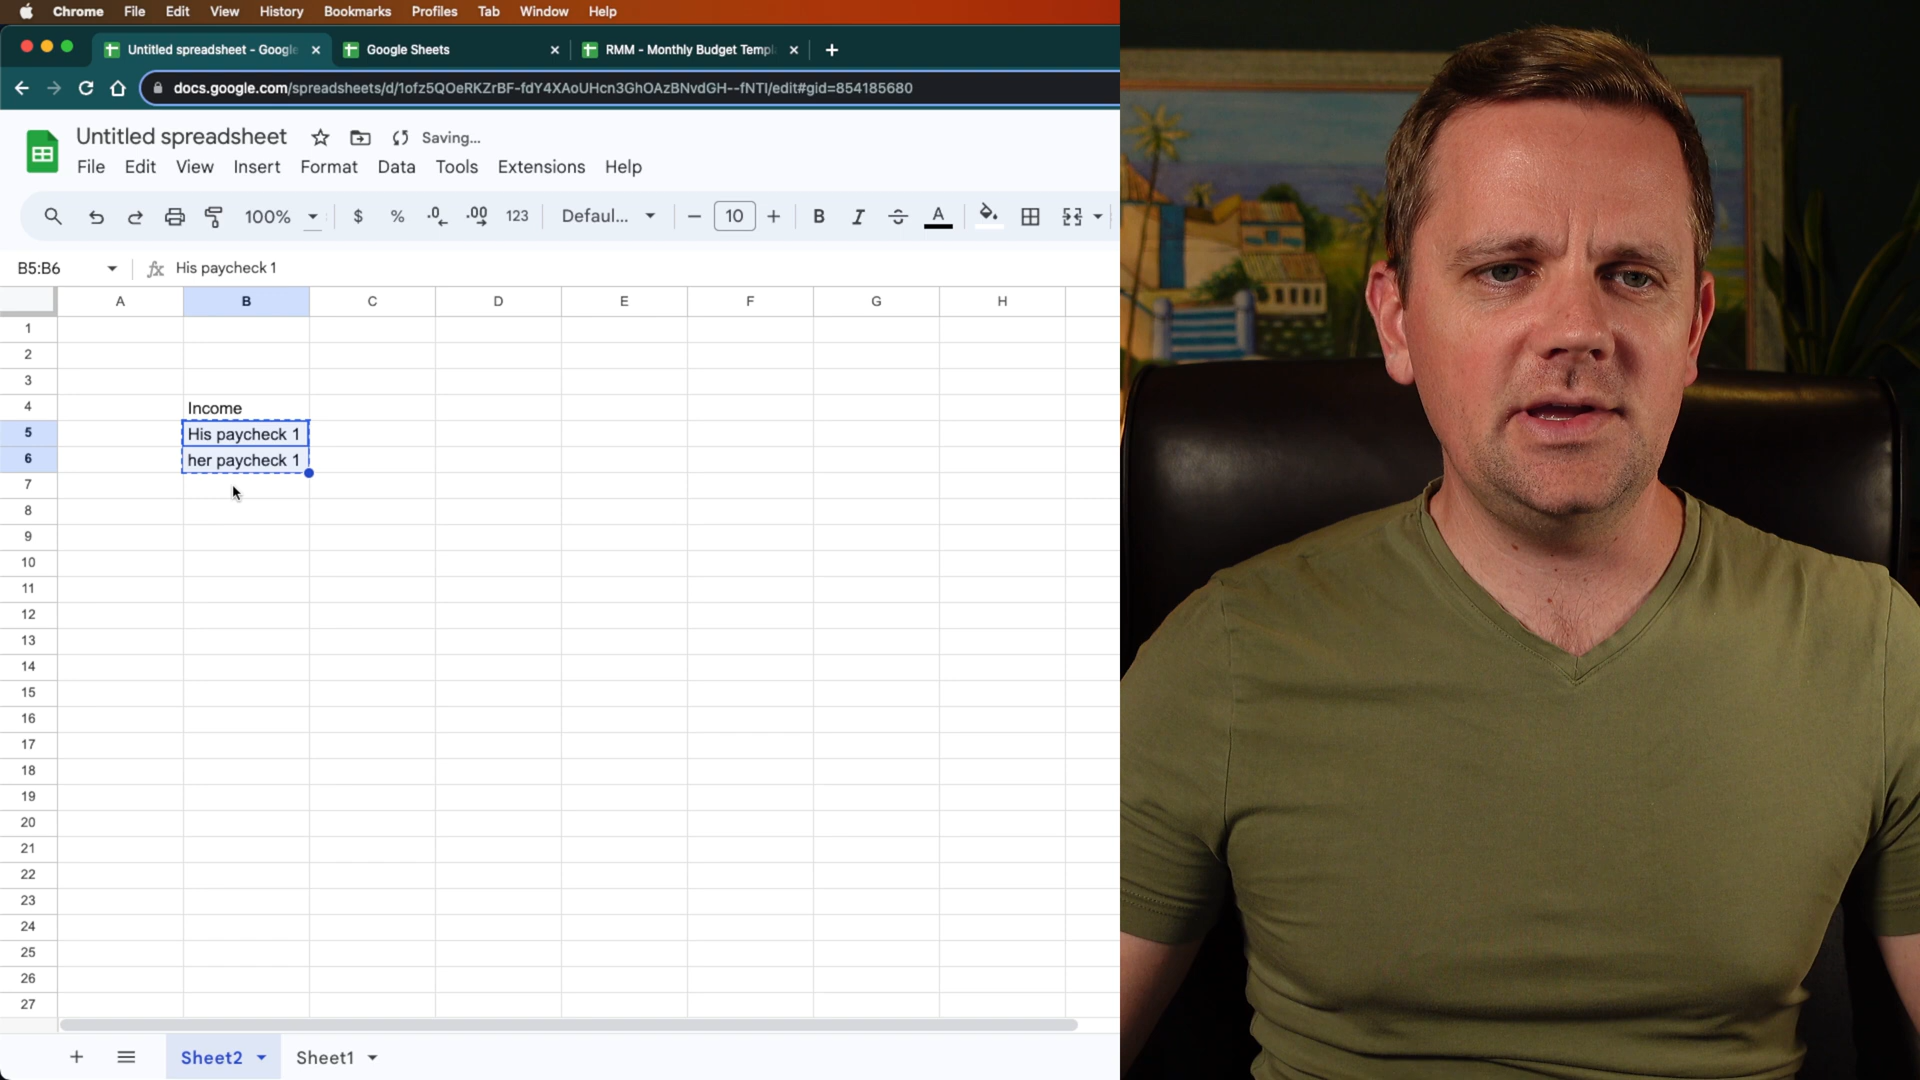 Chrome File Edit View History Bookmarks Profiles Tab Window Help
Untitled spreadsheet - Google Google Sheets RMM - Monthly Budget Templ
docs.google.com/spreadsheets/d/1ofz5QOeRKZrBF-fdY4XAoUHcn3GhOAzBNvdGH--fNTI/edit#gid=854185680
Untitled spreadsheet Saving...
File Edit View Insert Format Data Tools Extensions Help
100% $ % .0 .00 123 Defaul... 10 B I A
B5:B6 fx His paycheck 1
A B C D E F G H
1
2
3
4 Income
5 His paycheck 1
6 her paycheck 1
7
8
9
10
11
12
13
14
15
16
17
18
19
20
21
22
23
24
25
26
27
Sheet2 Sheet1